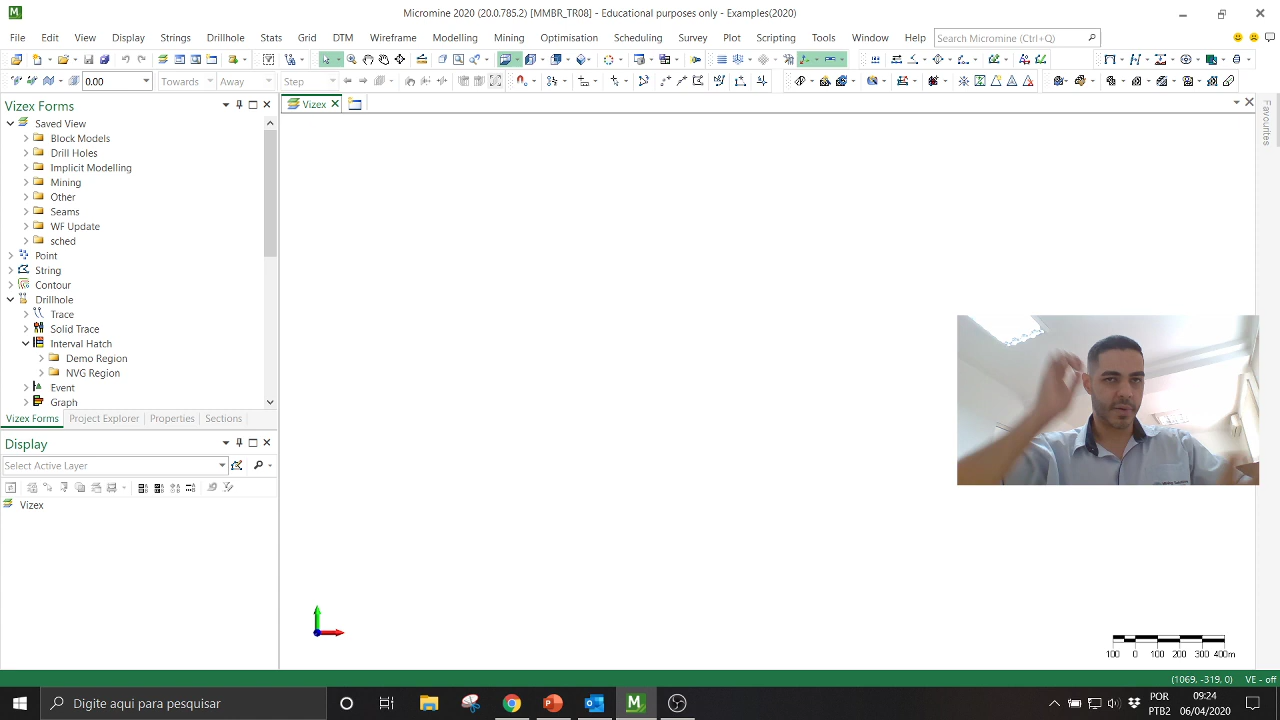 Micromine 2020 (20.0.785.2) [MMBR_TR08] - Educational purposes only - Examples(2020)
File Edit View Display Strings Drillhole Stats Grid DTM Wireframe Modelling Mining Optimisation Scheduling Survey Plot Scripting Tools Window Help Search Micromine (Ctrl+Q)
0.00 Towards Away Step
Vizex Forms
Vizex
Favourites
Saved View
Block Models
Drill Holes
Implicit Modelling
Mining
Other
Seams
WF Update
sched
Point
String
Contour
Drillhole
Trace
Solid Trace
Interval Hatch
Demo Region
NVG Region
Event
Graph
Vizex Forms Project Explorer Properties Sections
Display
Select Active Layer
Vizex
100 0 100 200 300 400m
(1069, -319, 0) VE - off
Digite aqui para pesquisar
POR
PTB2
09:24
06/04/2020